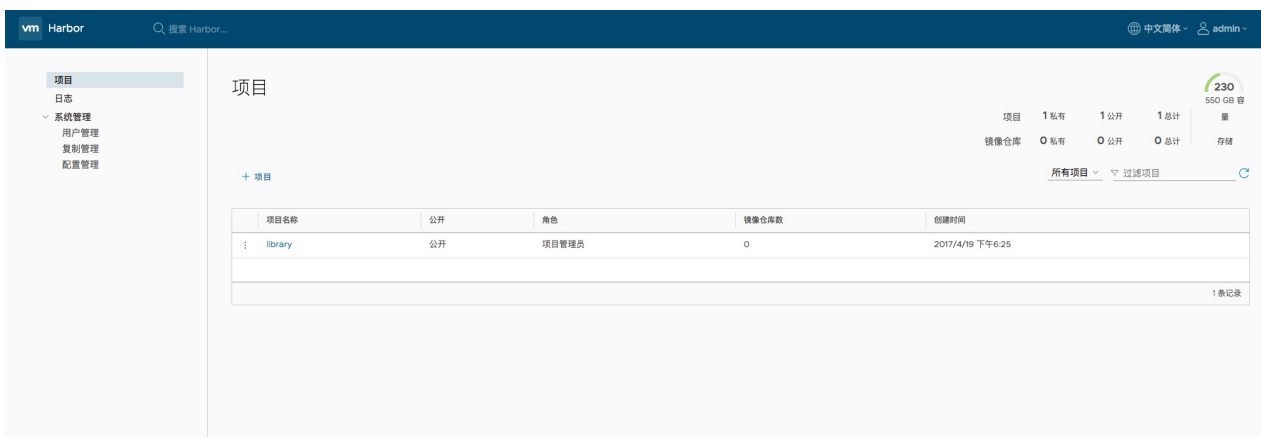 vm Harbor 搜索 Harbor... 中文简体 admin
项目
日志
系统管理
用户管理
复制管理
配置管理
项目
230
550 GB 容
量
存储
项目 1 私有 1 公开 1 总计
镜像仓库 0 私有 0 公开 0 总计
+ 项目 所有项目 过滤项目
项目名称 公开 角色 镜像仓库数 创建时间
library 公开 项目管理员 0 2017/4/19 下午6:25
1 条记录